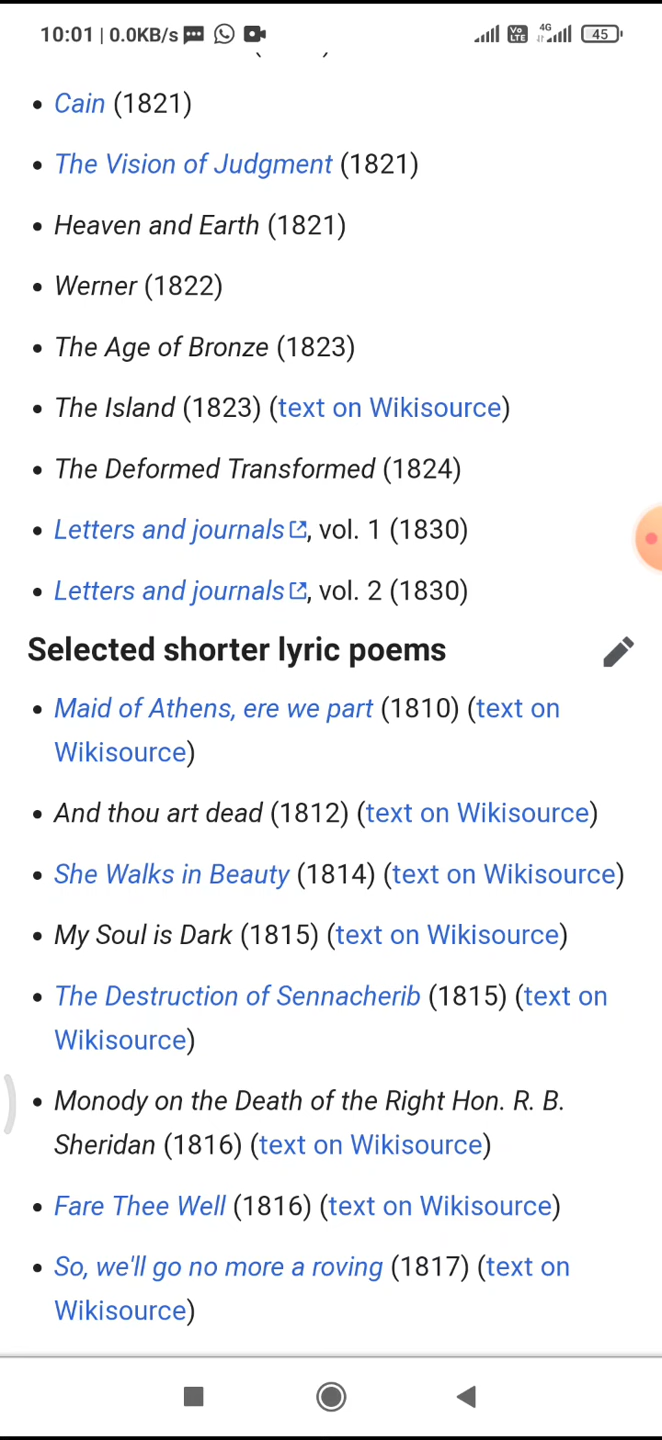 10:01 | 0.0KB/s Vo LTE 4G 45
• Cain (1821)
• The Vision of Judgment (1821)
• Heaven and Earth (1821)
• Werner (1822)
• The Age of Bronze (1823)
• The Island (1823) (text on Wikisource)
• The Deformed Transformed (1824)
• Letters and journals, vol. 1 (1830)
• Letters and journals, vol. 2 (1830)
Selected shorter lyric poems
• Maid of Athens, ere we part (1810) (text on
Wikisource)
• And thou art dead (1812) (text on Wikisource)
• She Walks in Beauty (1814) (text on Wikisource)
• My Soul is Dark (1815) (text on Wikisource)
• The Destruction of Sennacherib (1815) (text on
Wikisource)
• Monody on the Death of the Right Hon. R. B.
Sheridan (1816) (text on Wikisource)
• Fare Thee Well (1816) (text on Wikisource)
• So, we'll go no more a roving (1817) (text on
Wikisource)